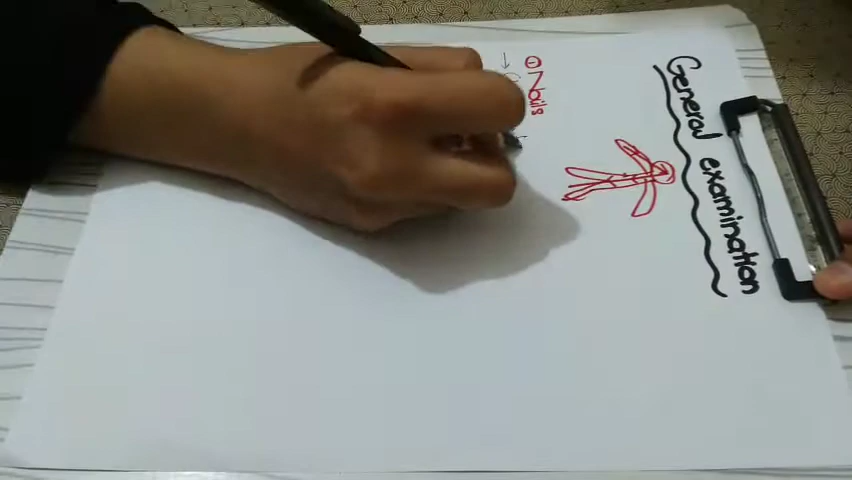 General examination
① Nails
→